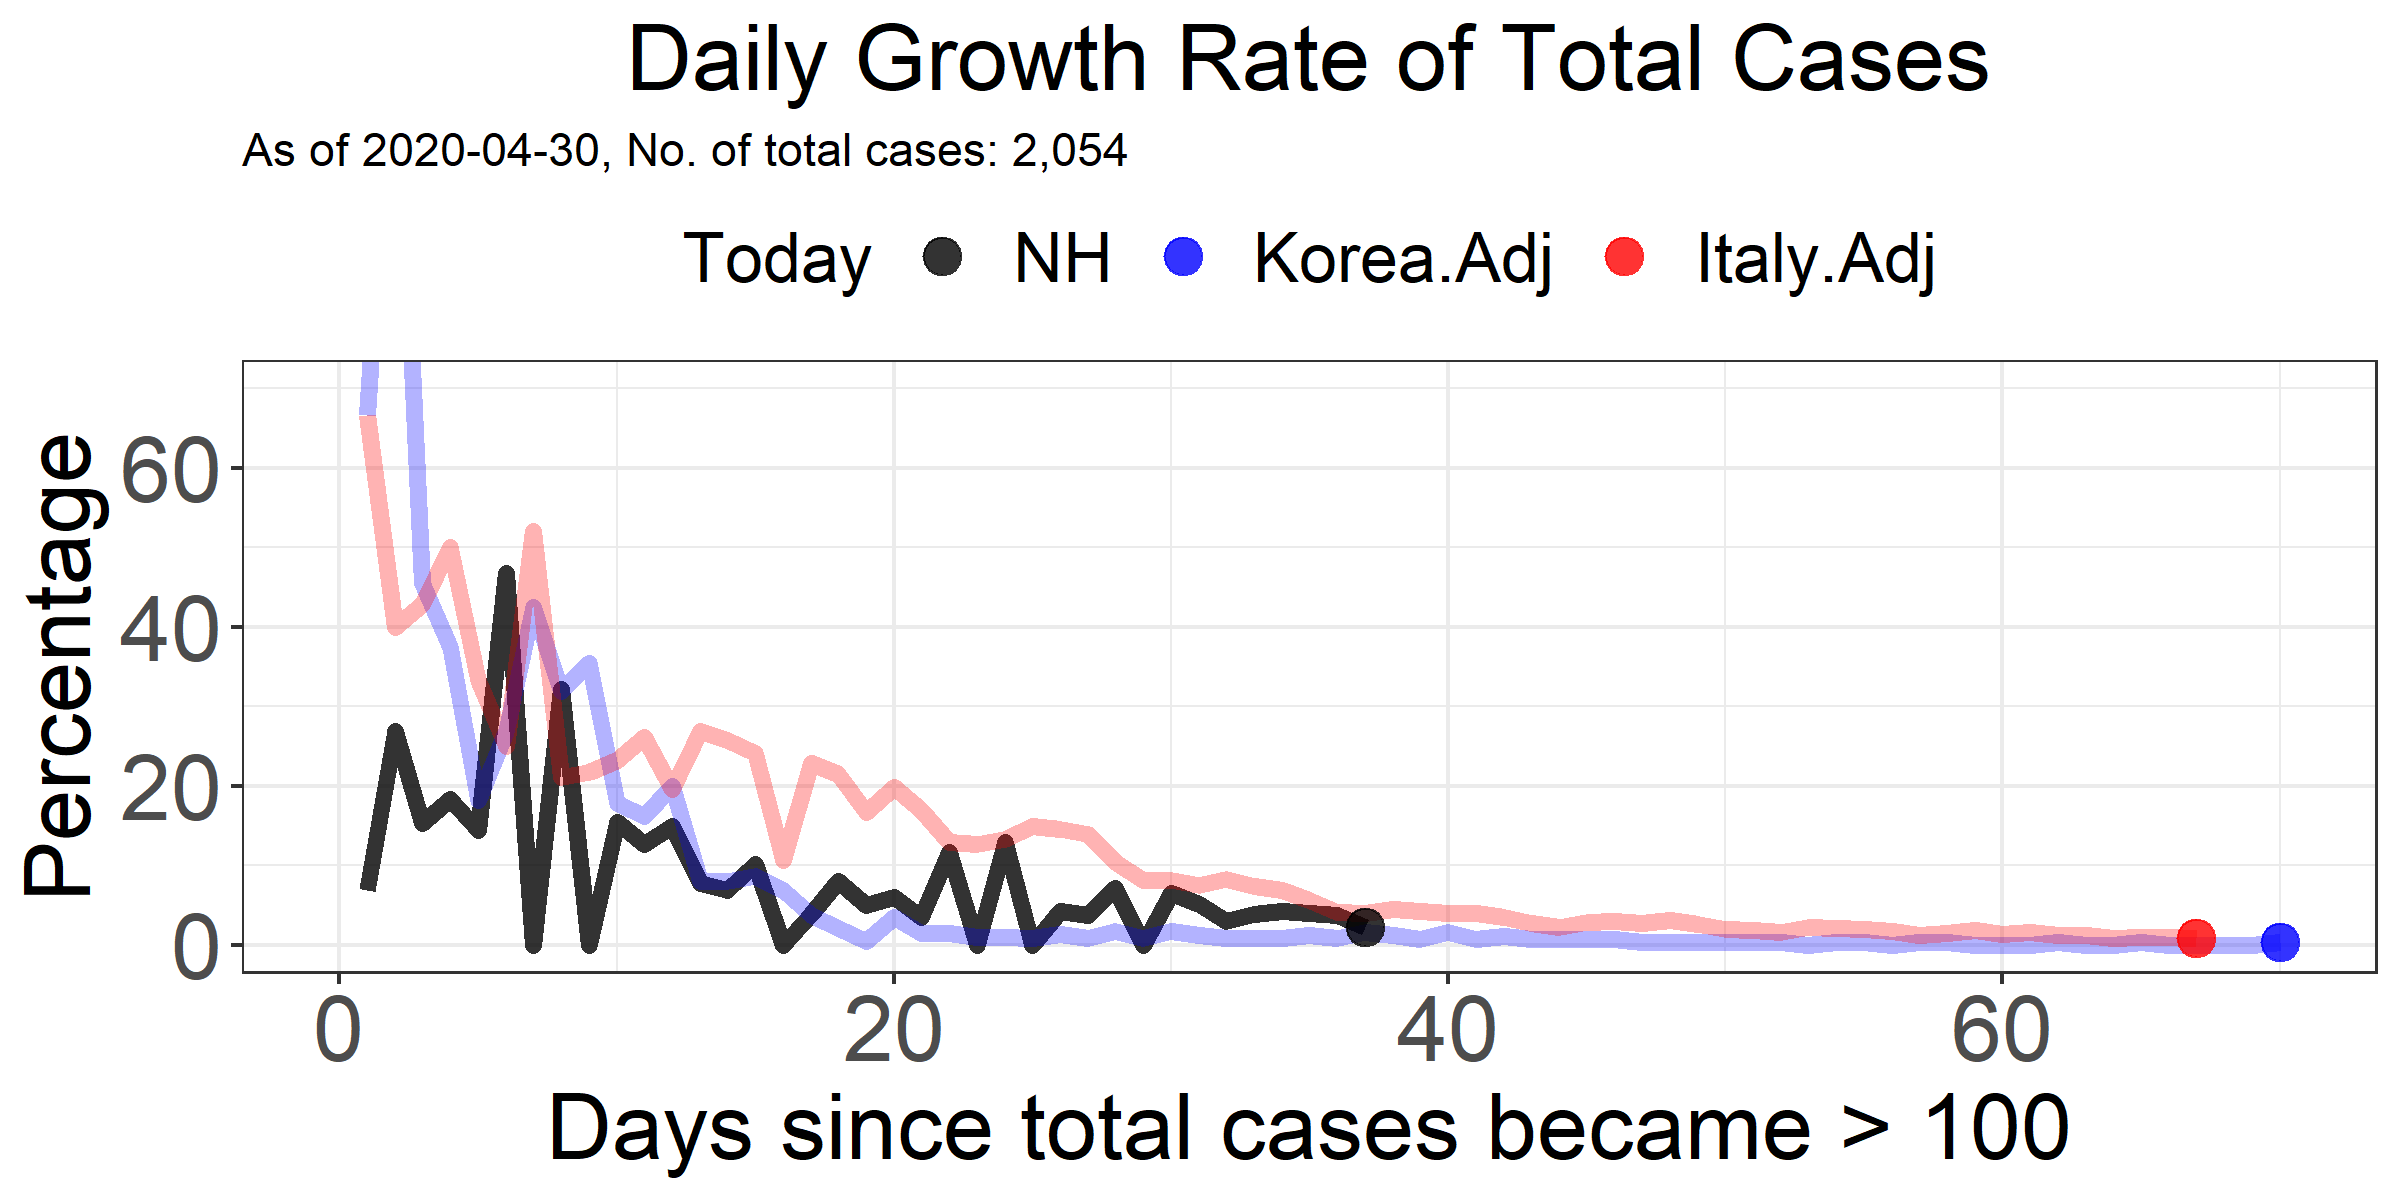 Daily Growth Rate of Total Cases
As of 2020-04-30, No. of total cases: 2,054
Today NH Korea.Adj Italy.Adj
Percentage
60
40
20
0
0 20 40 60
Days since total cases became > 100